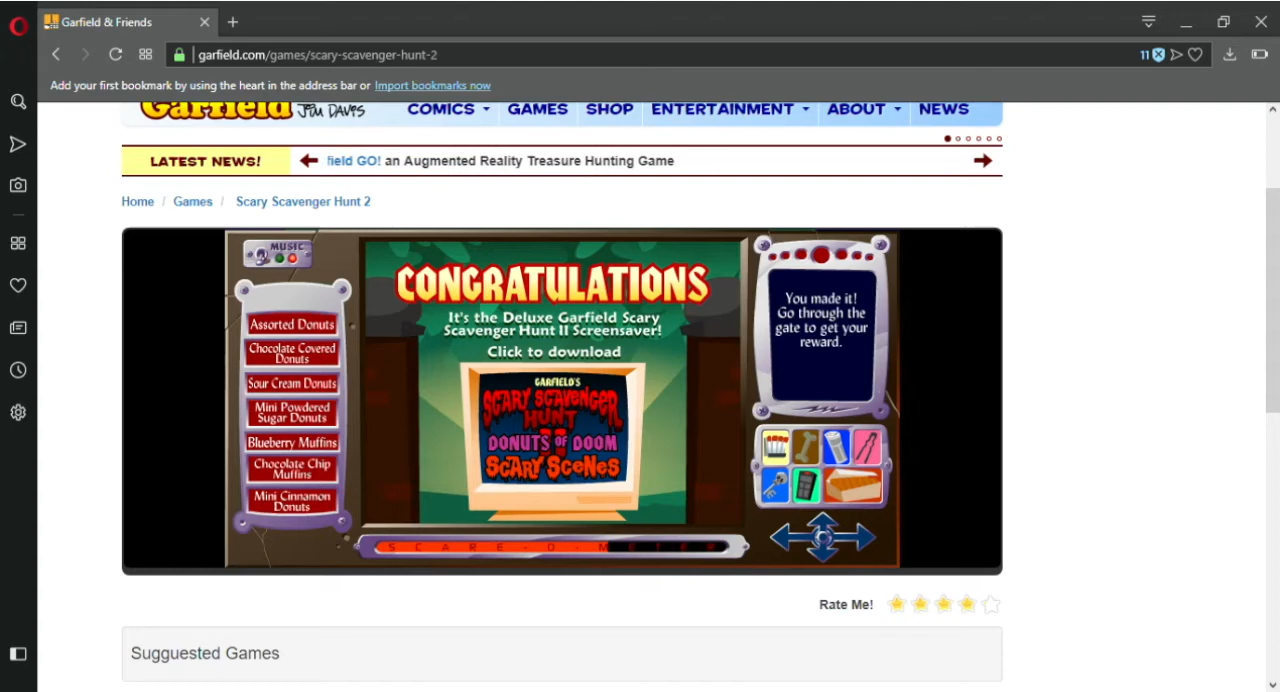 Garfield & Friends
garfield.com/games/scary-scavenger-hunt-2
11
Add your first bookmark by using the heart in the address bar or Import bookmarks now
Garfield
JIM DAVIS
COMICS
GAMES
SHOP
ENTERTAINMENT
ABOUT
NEWS
LATEST NEWS!
field GO! an Augmented Reality Treasure Hunting Game
Home / Games / Scary Scavenger Hunt 2
MUSIC
Assorted Donuts
Chocolate Covered
Donuts
Sour Cream Donuts
Mini Powdered
Sugar Donuts
Blueberry Muffins
Chocolate Chip
Muffins
Mini Cinnamon
Donuts
CONGRATULATIONS
It's the Deluxe Garfield Scary
Scavenger Hunt II Screensaver!
Click to download
GARFIELD'S
SCARY SCAVENGER
HUNT
II
DONUTS OF DOOM
SCARY SCENES
SCARE-O-METER
You made it!
Go through the
gate to get your
reward.
Rate Me!
Sugguested Games